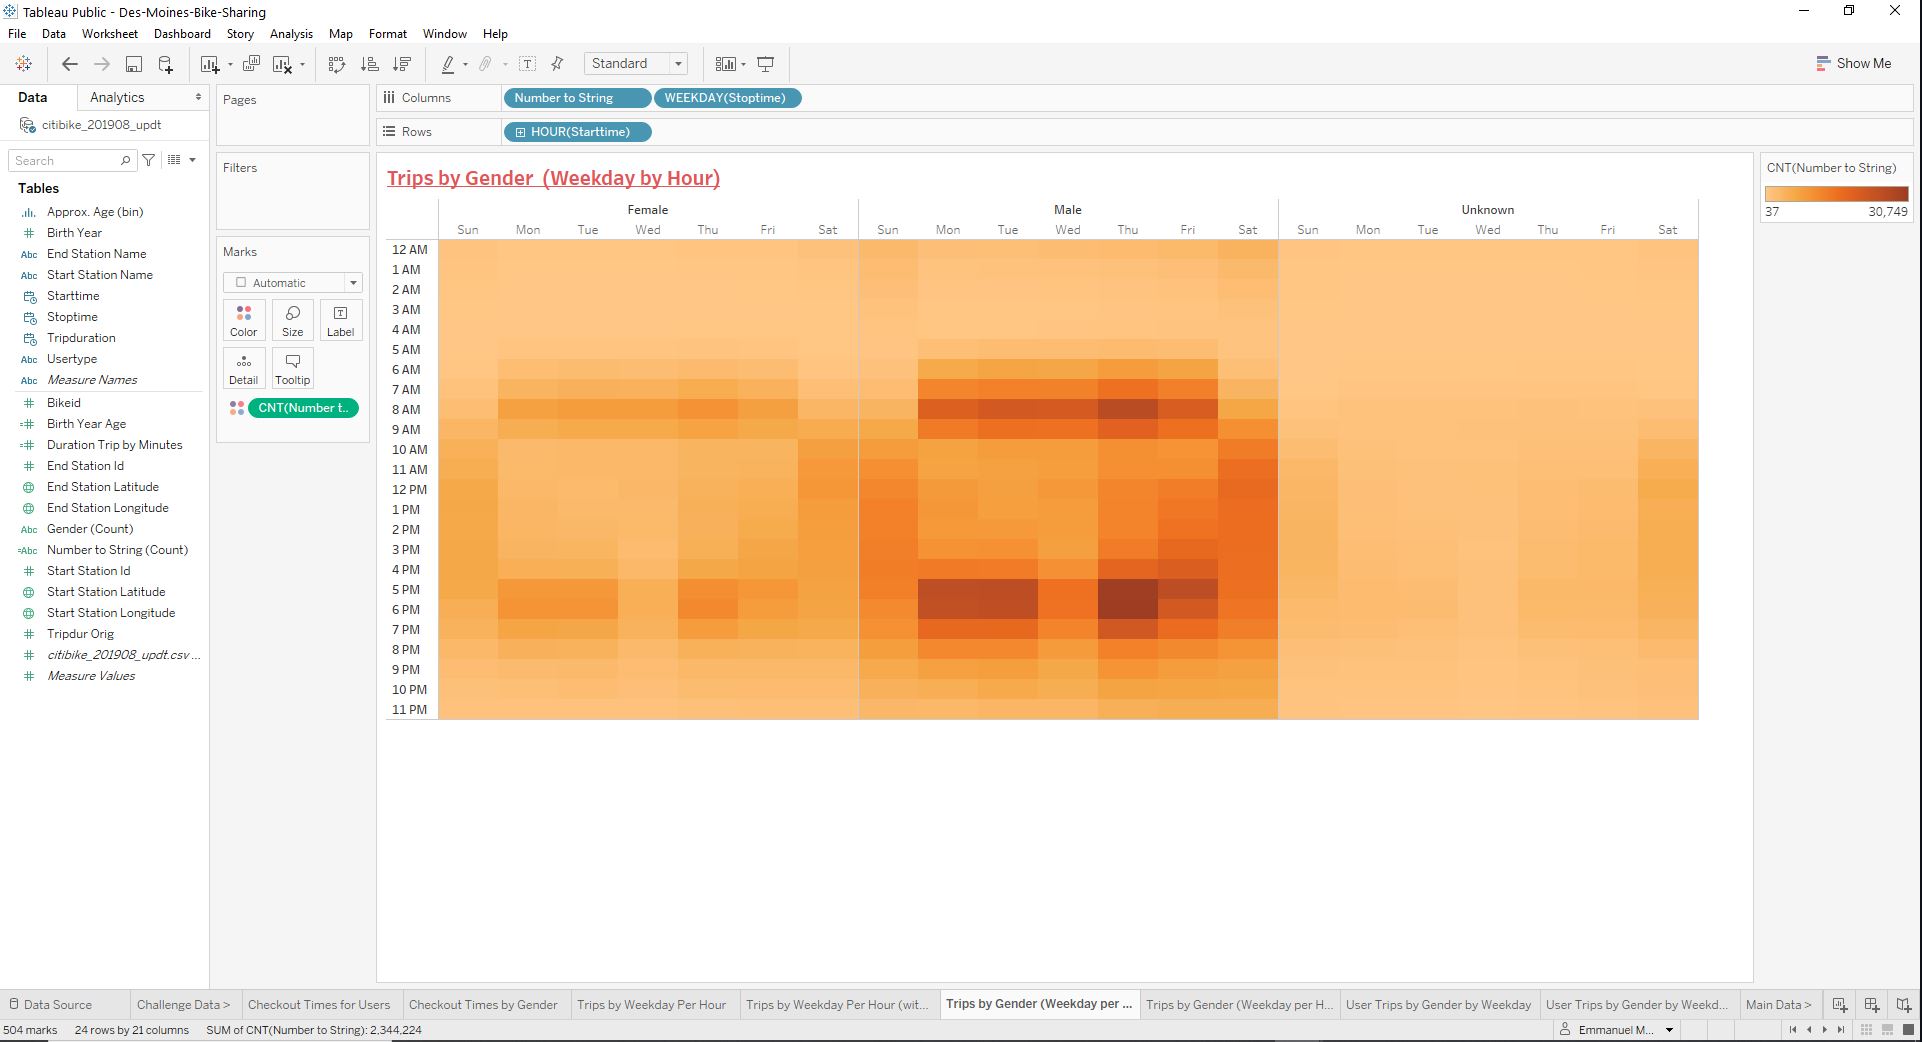 Tableau Public - Des-Moines-Bike-Sharing
File Data Worksheet Dashboard Story Analysis Map Format Window Help
Standard
Show Me
Data Analytics
citibike_201908_updt
Search
Tables
Approx. Age (bin)
Birth Year
Abc End Station Name
Abc Start Station Name
Starttime
Stoptime
Tripduration
Abc Usertype
Abc Measure Names
Bikeid
Birth Year Age
Duration Trip by Minutes
End Station Id
End Station Latitude
End Station Longitude
Abc Gender (Count)
=Abc Number to String (Count)
Start Station Id
Start Station Latitude
Start Station Longitude
Tripdur Orig
citibike_201908_updt.csv ...
Measure Values
Pages
Filters
Marks
Automatic
Color Size Label
Detail Tooltip
CNT(Number t..
Columns Number to String WEEKDAY(Stoptime)
Rows HOUR(Starttime)
Trips by Gender (Weekday by Hour)
Female Male Unknown
Sun Mon Tue Wed Thu Fri Sat Sun Mon Tue Wed Thu Fri Sat Sun Mon Tue Wed Thu Fri Sat
12 AM
1 AM
2 AM
3 AM
4 AM
5 AM
6 AM
7 AM
8 AM
9 AM
10 AM
11 AM
12 PM
1 PM
2 PM
3 PM
4 PM
5 PM
6 PM
7 PM
8 PM
9 PM
10 PM
11 PM
CNT(Number to String)
37 30,749
Data Source Challenge Data > Checkout Times for Users Checkout Times by Gender Trips by Weekday Per Hour Trips by Weekday Per Hour (wit... Trips by Gender (Weekday per ... Trips by Gender (Weekday per H... User Trips by Gender by Weekday User Trips by Gender by Weekd... Main Data >
504 marks 24 rows by 21 columns SUM of CNT(Number to String): 2,344,224 Emmanuel M...